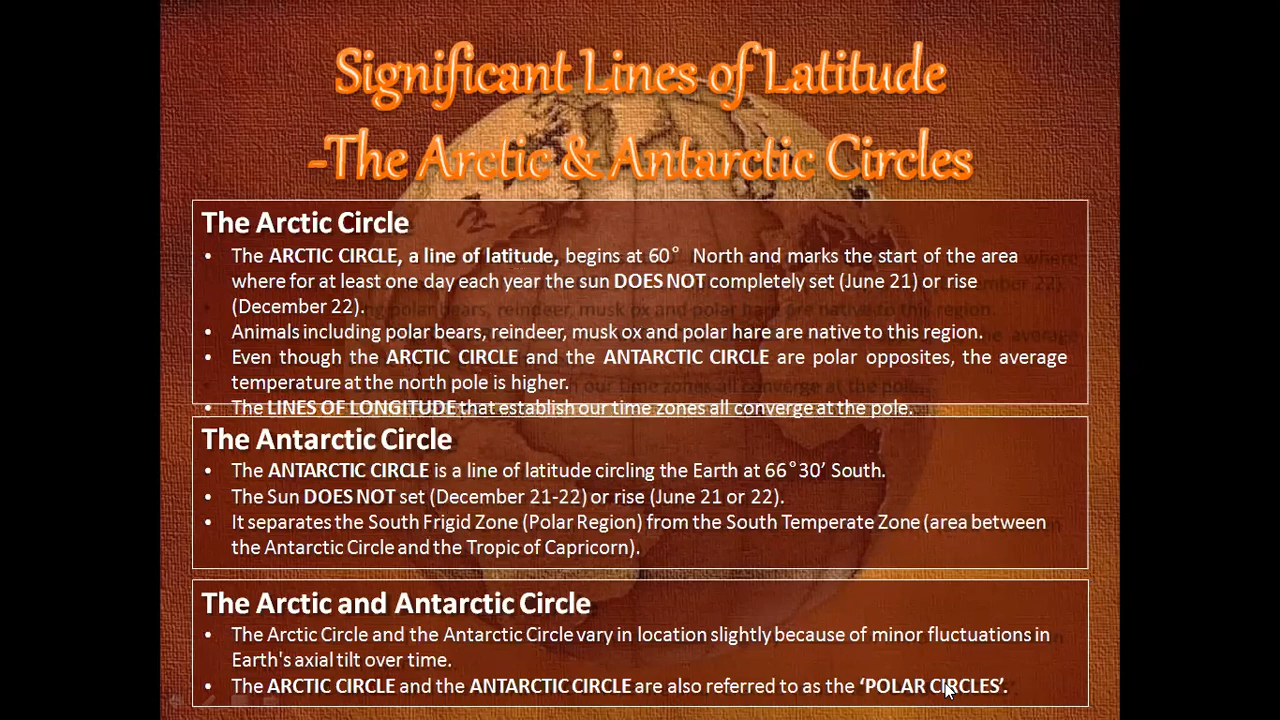 Significant Lines of Latitude
-The Arctic & Antarctic Circles
The Arctic Circle
• The ARCTIC CIRCLE, a line of latitude, begins at 60° North and marks the start of the area
where for at least one day each year the sun DOES NOT completely set (June 21) or rise
(December 22).
• Animals including polar bears, reindeer, musk ox and polar hare are native to this region.
• Even though the ARCTIC CIRCLE and the ANTARCTIC CIRCLE are polar opposites, the average
temperature at the north pole is higher.
• The LINES OF LONGITUDE that establish our time zones all converge at the pole.
The Antarctic Circle
• The ANTARCTIC CIRCLE is a line of latitude circling the Earth at 66°30’ South.
• The Sun DOES NOT set (December 21-22) or rise (June 21 or 22).
• It separates the South Frigid Zone (Polar Region) from the South Temperate Zone (area between
the Antarctic Circle and the Tropic of Capricorn).
The Arctic and Antarctic Circle
• The Arctic Circle and the Antarctic Circle vary in location slightly because of minor fluctuations in
Earth's axial tilt over time.
• The ARCTIC CIRCLE and the ANTARCTIC CIRCLE are also referred to as the ‘POLAR CIRCLES’.